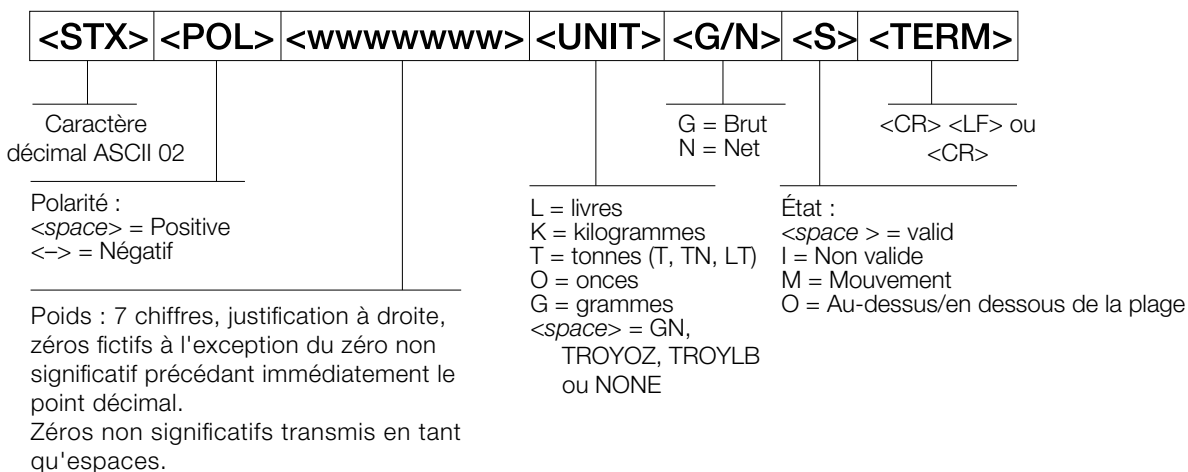 <STX> <POL> <wwwwwww> <UNIT> <G/N> <S> <TERM>
Caractère
décimal ASCII 02
G = Brut
N = Net
<CR> <LF> ou
<CR>
Polarité :
<space> = Positive
<–> = Négatif
L = livres
K = kilogrammes
T = tonnes (T, TN, LT)
O = onces
G = grammes
<space> = GN,
TROYOZ, TROYLB
ou NONE
État :
<space > = valid
I = Non valide
M = Mouvement
O = Au-dessus/en dessous de la plage
Poids : 7 chiffres, justification à droite,
zéros fictifs à l'exception du zéro non
significatif précédant immédiatement le
point décimal.
Zéros non significatifs transmis en tant
qu'espaces.